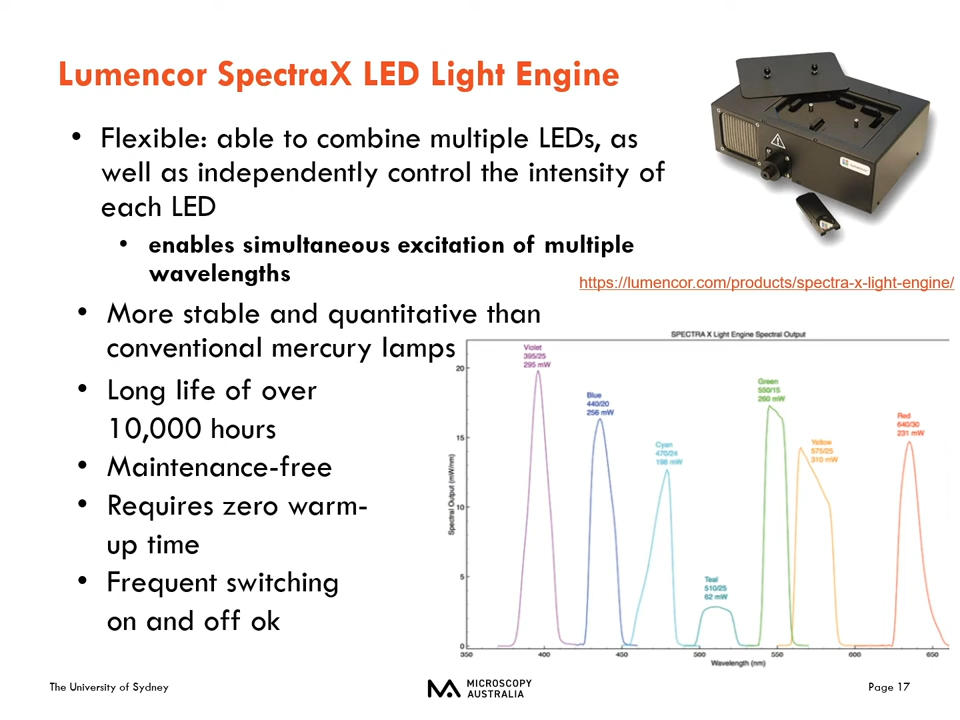 Lumencor SpectraX LED Light Engine
• Flexible: able to combine multiple LEDs, as
well as independently control the intensity of
each LED
• enables simultaneous excitation of multiple
wavelengths
https://lumencor.com/products/spectra-x-light-engine/
• More stable and quantitative than
conventional mercury lamps
• Long life of over
10,000 hours
• Maintenance-free
• Requires zero warm-
up time
• Frequent switching
on and off ok
SPECTRA X Light Engine Spectral Output
Violet
395/25
295 mW
Blue
440/20
256 mW
Cyan
470/24
196 mW
Teal
510/25
62 mW
Green
550/15
260 mW
Yellow
575/25
310 mW
Red
640/30
231 mW
Spectral Output (mW/nm)
20
15
10
5
0
350
400
450
500
550
600
650
Wavelength (nm)
The University of Sydney
MICROSCOPY
AUSTRALIA
Page 17